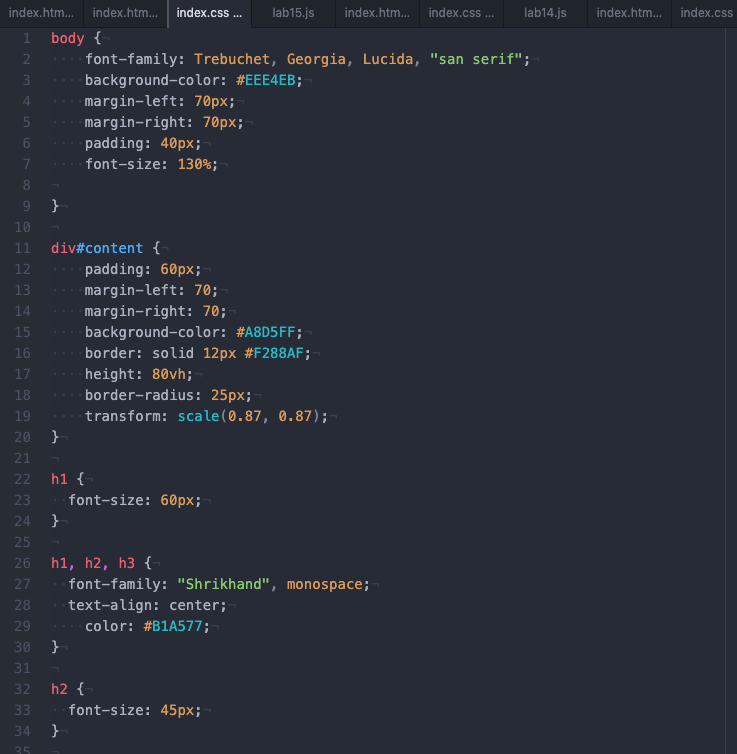 index.htm... index.htm... index.css ... lab15.js index.htm... index.css ... lab14.js index.htm... index.css
1 body {
2 font-family: Trebuchet, Georgia, Lucida, "san serif";
3 background-color: #EEE4EB;
4 margin-left: 70px;
5 margin-right: 70px;
6 padding: 40px;
7 font-size: 130%;
8
9 }
10
11 div#content {
12 padding: 60px;
13 margin-left: 70;
14 margin-right: 70;
15 background-color: #A8D5FF;
16 border: solid 12px #F288AF;
17 height: 80vh;
18 border-radius: 25px;
19 transform: scale(0.87, 0.87);
20 }
21
22 h1 {
23 font-size: 60px;
24 }
25
26 h1, h2, h3 {
27 font-family: "Shrikhand", monospace;
28 text-align: center;
29 color: #B1A577;
30 }
31
32 h2 {
33 font-size: 45px;
34 }
35